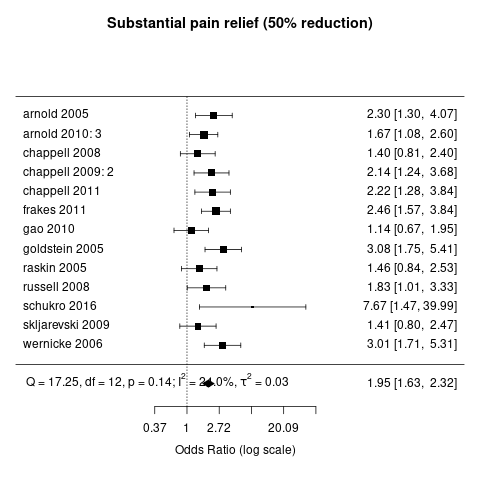 Substantial pain relief (50% reduction)
arnold 2005 2.30 [1.30, 4.07]
arnold 2010: 3 1.67 [1.08, 2.60]
chappell 2008 1.40 [0.81, 2.40]
chappell 2009: 2 2.14 [1.24, 3.68]
chappell 2011 2.22 [1.28, 3.84]
frakes 2011 2.46 [1.57, 3.84]
gao 2010 1.14 [0.67, 1.95]
goldstein 2005 3.08 [1.75, 5.41]
raskin 2005 1.46 [0.84, 2.53]
russell 2008 1.83 [1.01, 3.33]
schukro 2016 7.67 [1.47, 39.99]
skljarevski 2009 1.41 [0.80, 2.47]
wernicke 2006 3.01 [1.71, 5.31]
Q = 17.25, df = 12, p = 0.14; I² = .0%, τ² = 0.03 1.95 [1.63, 2.32]
0.37 1 2.72 20.09
Odds Ratio (log scale)